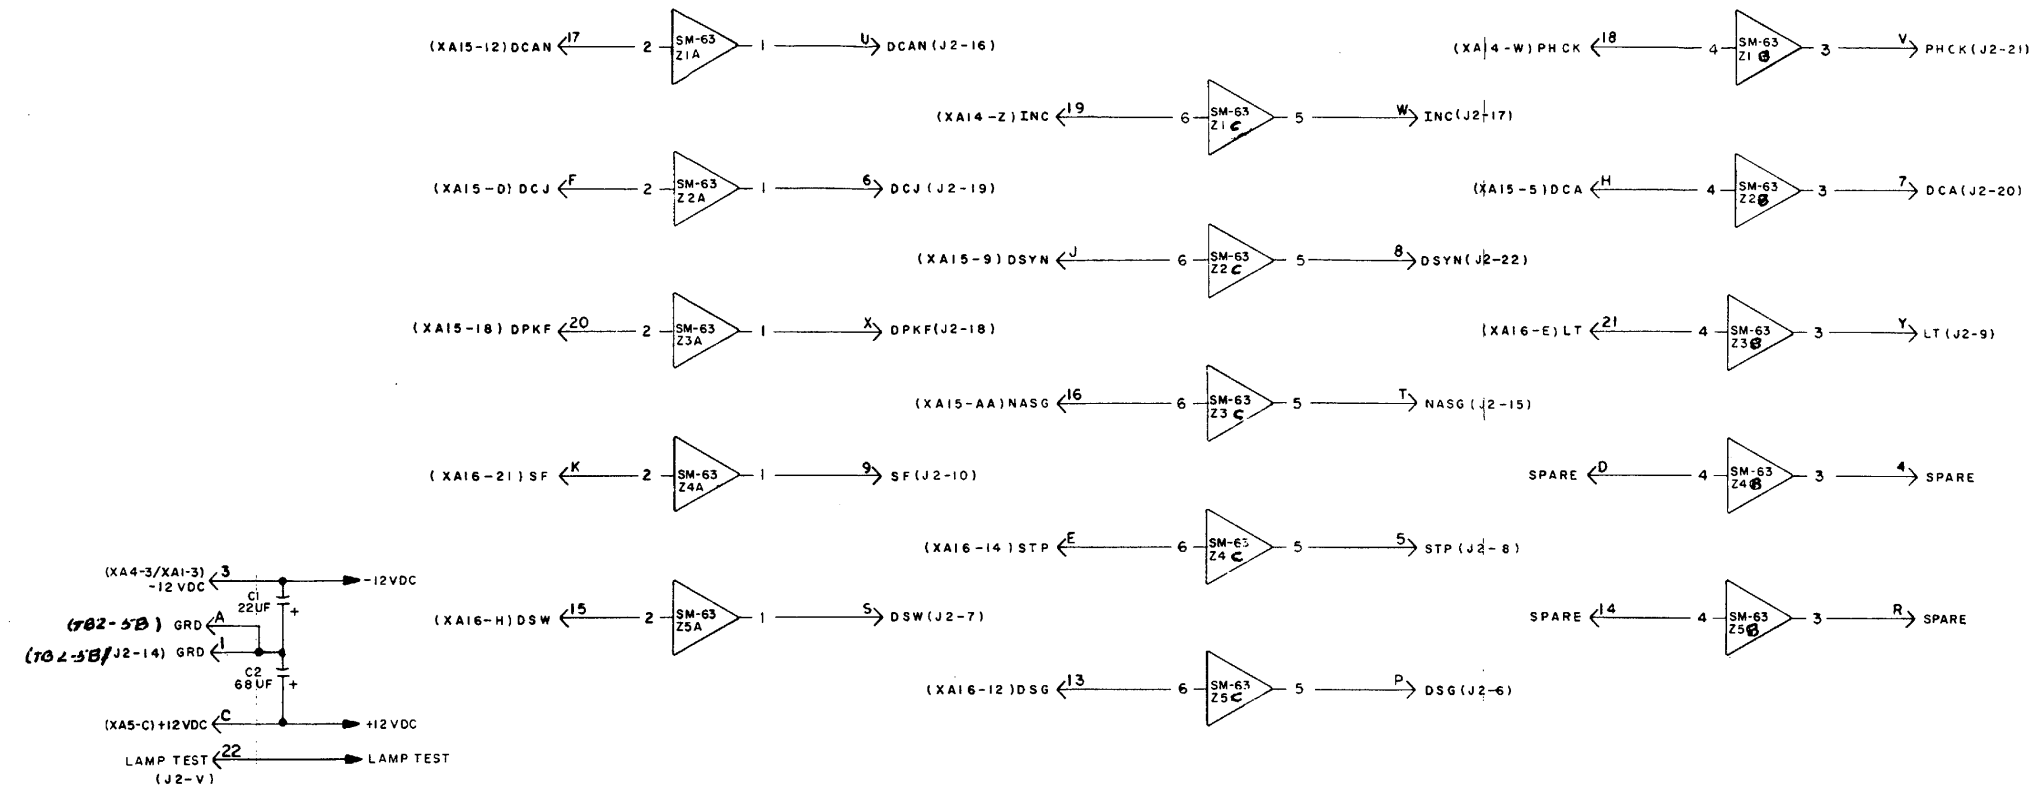 (XA15-12)DCAN 17 2 SM-63 Z1A 1 U DCAN(J2-16)
(XA14-W)PHCK 18 4 SM-63 Z1B 3 V PHCK(J2-21)
(XA14-Z)INC 19 6 SM-63 Z1C 5 W INC(J2-17)
(XA15-D)DCJ F 2 SM-63 Z2A 1 6 DCJ(J2-19)
(XA15-5)DCA H 4 SM-63 Z2B 3 7 DCA(J2-20)
(XA15-9)DSYN J 6 SM-63 Z2C 5 8 DSYN(J2-22)
(XA15-18)DPKF 20 2 SM-63 Z3A 1 X DPKF(J2-18)
(XA16-E)LT 21 4 SM-63 Z3B 3 Y LT(J2-9)
(XA15-AA)NASG 16 6 SM-63 Z3C 5 T NASG(J2-15)
(XA16-21)SF K 2 SM-63 Z4A 1 9 SF(J2-10)
SPARE D 4 SM-63 Z4B 3 4 SPARE
(XA16-14)STP E 6 SM-63 Z4C 5 5 STP(J2-8)
(XA16-H)DSW 15 2 SM-63 Z5A 1 S DSW(J2-7)
SPARE 14 4 SM-63 Z5B 3 R SPARE
(XA16-12)DSG 13 6 SM-63 Z5C 5 P DSG(J2-6)
(XA4-3/XA1-3)
-12VDC 3 -12VDC
C1
22UF +
(TB2-5B) GRD A
(TB2-5B/J2-14) GRD 1
C2
68UF +
(XA5-C)+12VDC C +12VDC
LAMP TEST 22 LAMP TEST
(J2-V)